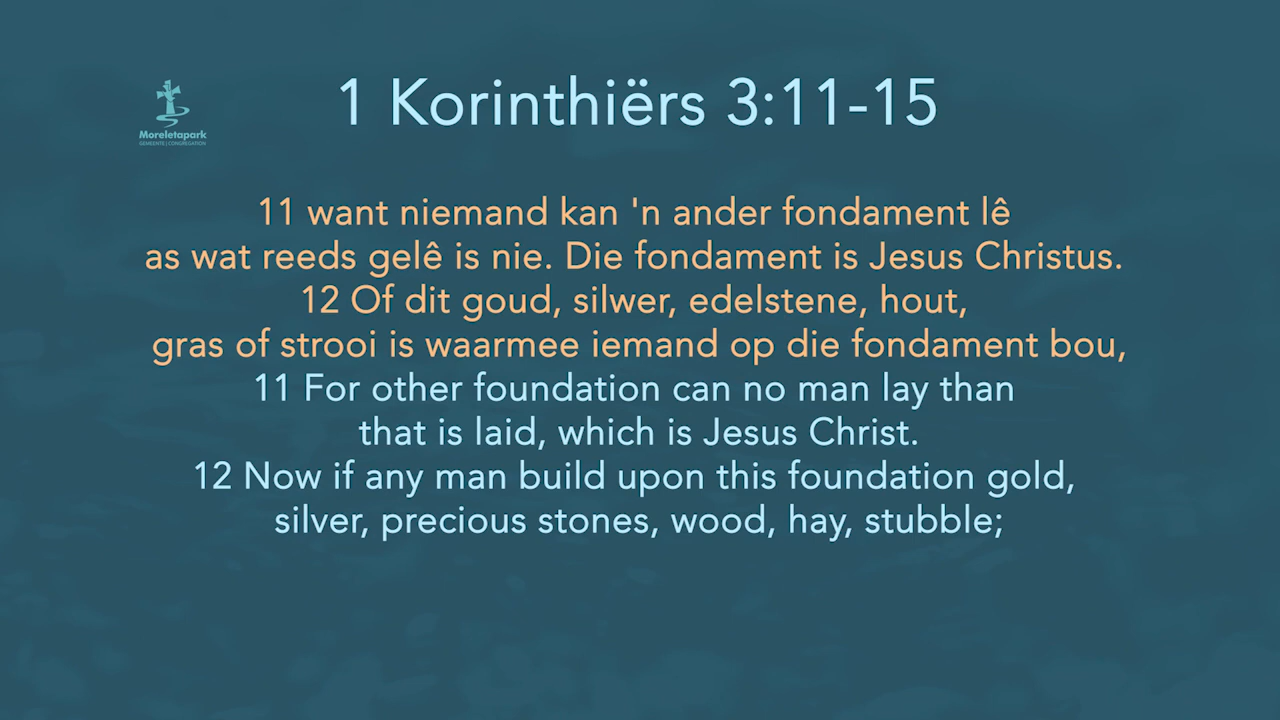 1 Korinthiërs 3:11-15
Moreletapark
GEMEENTE | CONGREGATION
11 want niemand kan 'n ander fondament lê
as wat reeds gelê is nie. Die fondament is Jesus Christus.
12 Of dit goud, silwer, edelstene, hout,
gras of strooi is waarmee iemand op die fondament bou,
11 For other foundation can no man lay than
that is laid, which is Jesus Christ.
12 Now if any man build upon this foundation gold,
silver, precious stones, wood, hay, stubble;